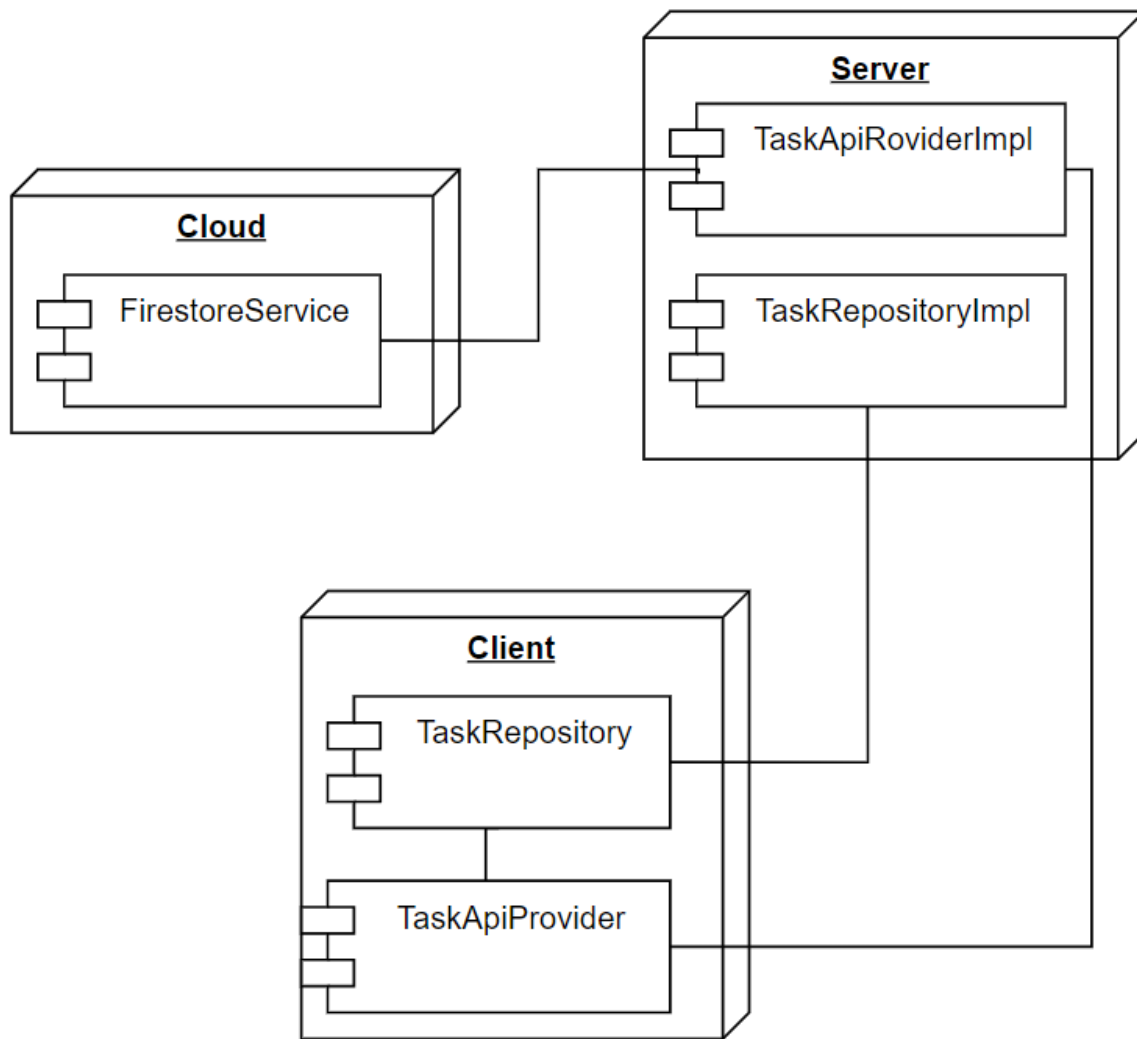 Server
TaskApiRoviderImpl
Cloud
FirestoreService
TaskRepositoryImpl
Client
TaskRepository
TaskApiProvider